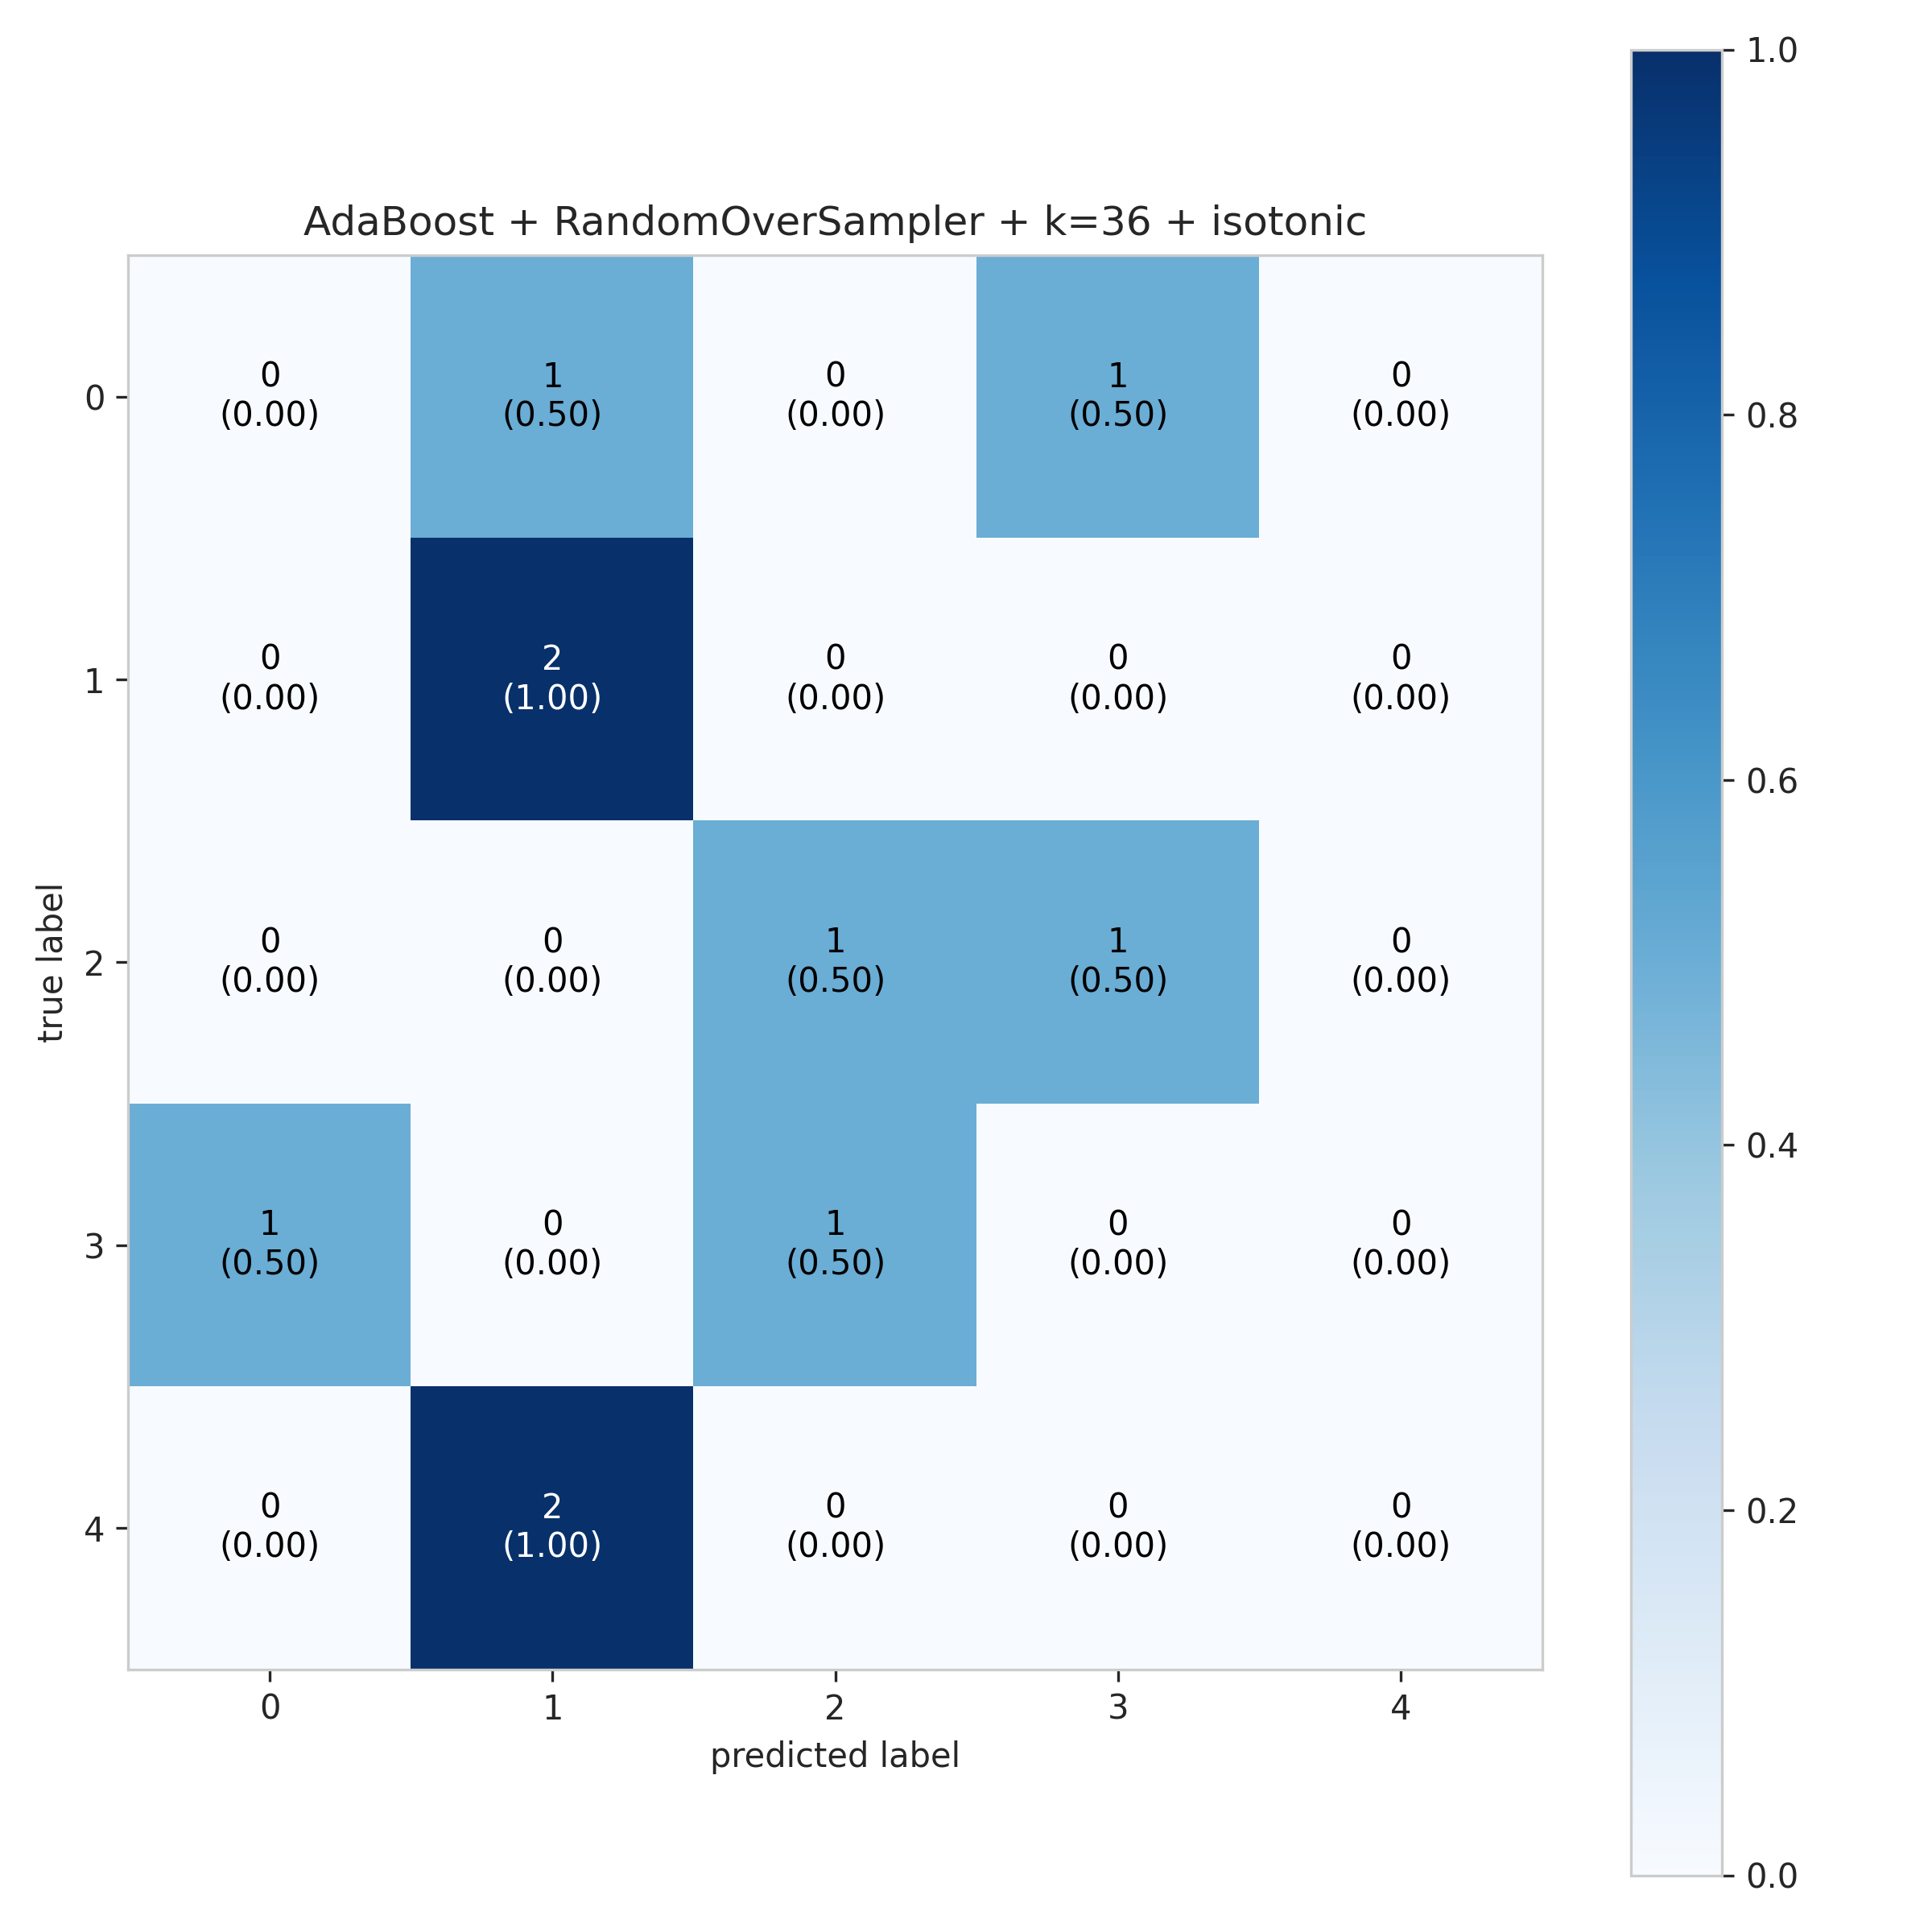 AdaBoost + RandomOverSampler + k=36 + isotonic
1.0
0.8
0.6
0.4
0.2
0.0
true label
0
0 1 0 1 0
(0.00) (0.50) (0.00) (0.50) (0.00)
1
0 2 0 0 0
(0.00) (1.00) (0.00) (0.00) (0.00)
2
0 0 1 1 0
(0.00) (0.00) (0.50) (0.50) (0.00)
3
1 0 1 0 0
(0.50) (0.00) (0.50) (0.00) (0.00)
4
0 2 0 0 0
(0.00) (1.00) (0.00) (0.00) (0.00)
0 1 2 3 4
predicted label